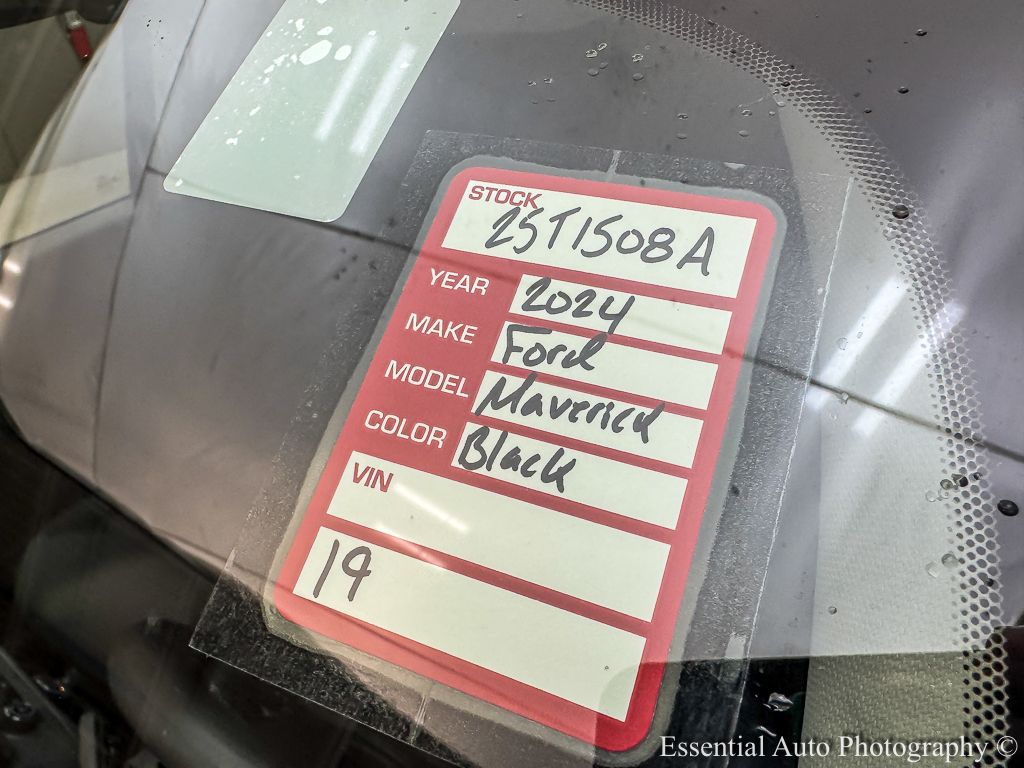 STOCK
25T1508A
YEAR 2024
MAKE Ford
MODEL Maverick
COLOR Black
VIN
19
Essential Auto Photography ©